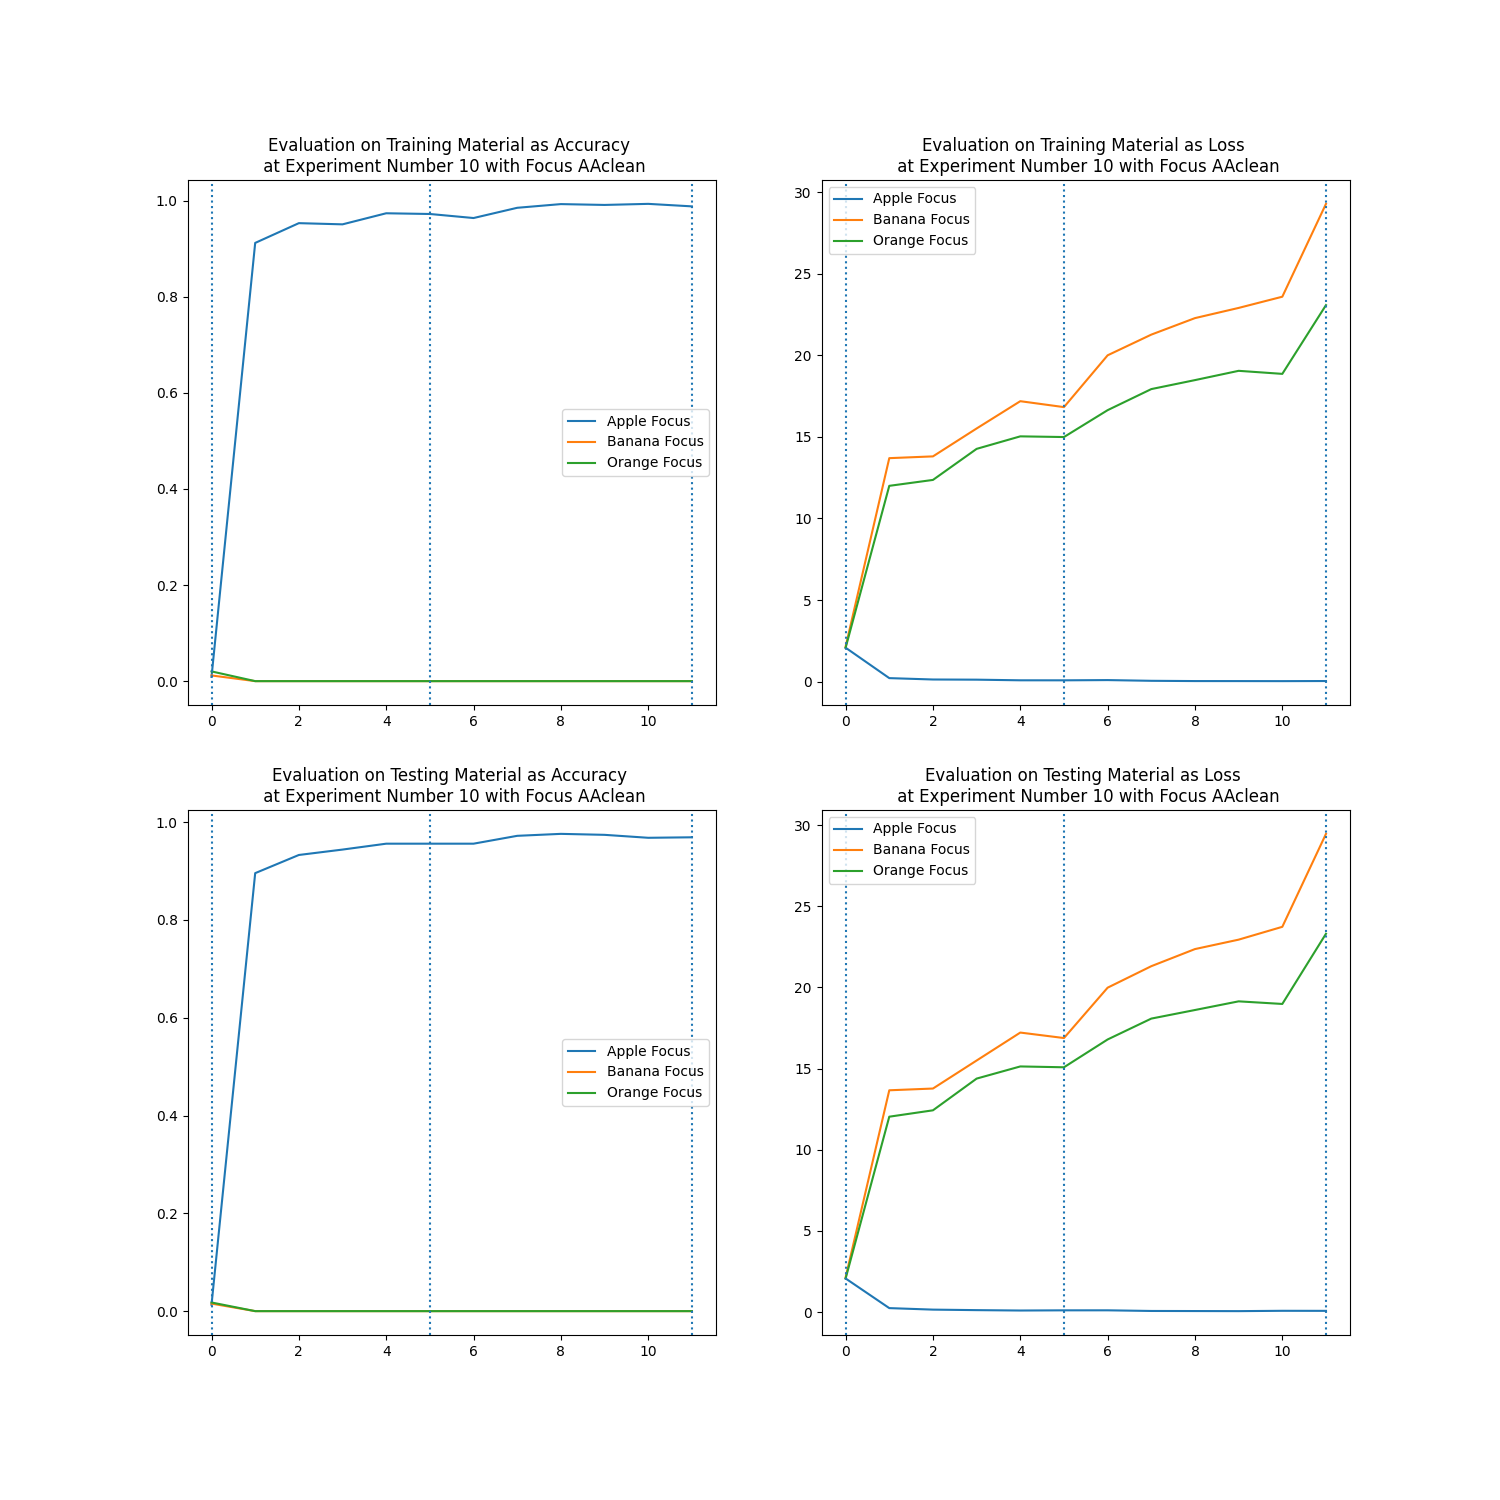 Evaluation on Training Material as Accuracy
at Experiment Number 10 with Focus AAclean
1.0
0.8
0.6
0.4
0.2
0.0
Apple Focus
Banana Focus
Orange Focus
0 2 4 6 8 10
Evaluation on Training Material as Loss
at Experiment Number 10 with Focus AAclean
30
25
20
15
10
5
0
Apple Focus
Banana Focus
Orange Focus
0 2 4 6 8 10
Evaluation on Testing Material as Accuracy
at Experiment Number 10 with Focus AAclean
1.0
0.8
0.6
0.4
0.2
0.0
Apple Focus
Banana Focus
Orange Focus
0 2 4 6 8 10
Evaluation on Testing Material as Loss
at Experiment Number 10 with Focus AAclean
30
25
20
15
10
5
0
Apple Focus
Banana Focus
Orange Focus
0 2 4 6 8 10